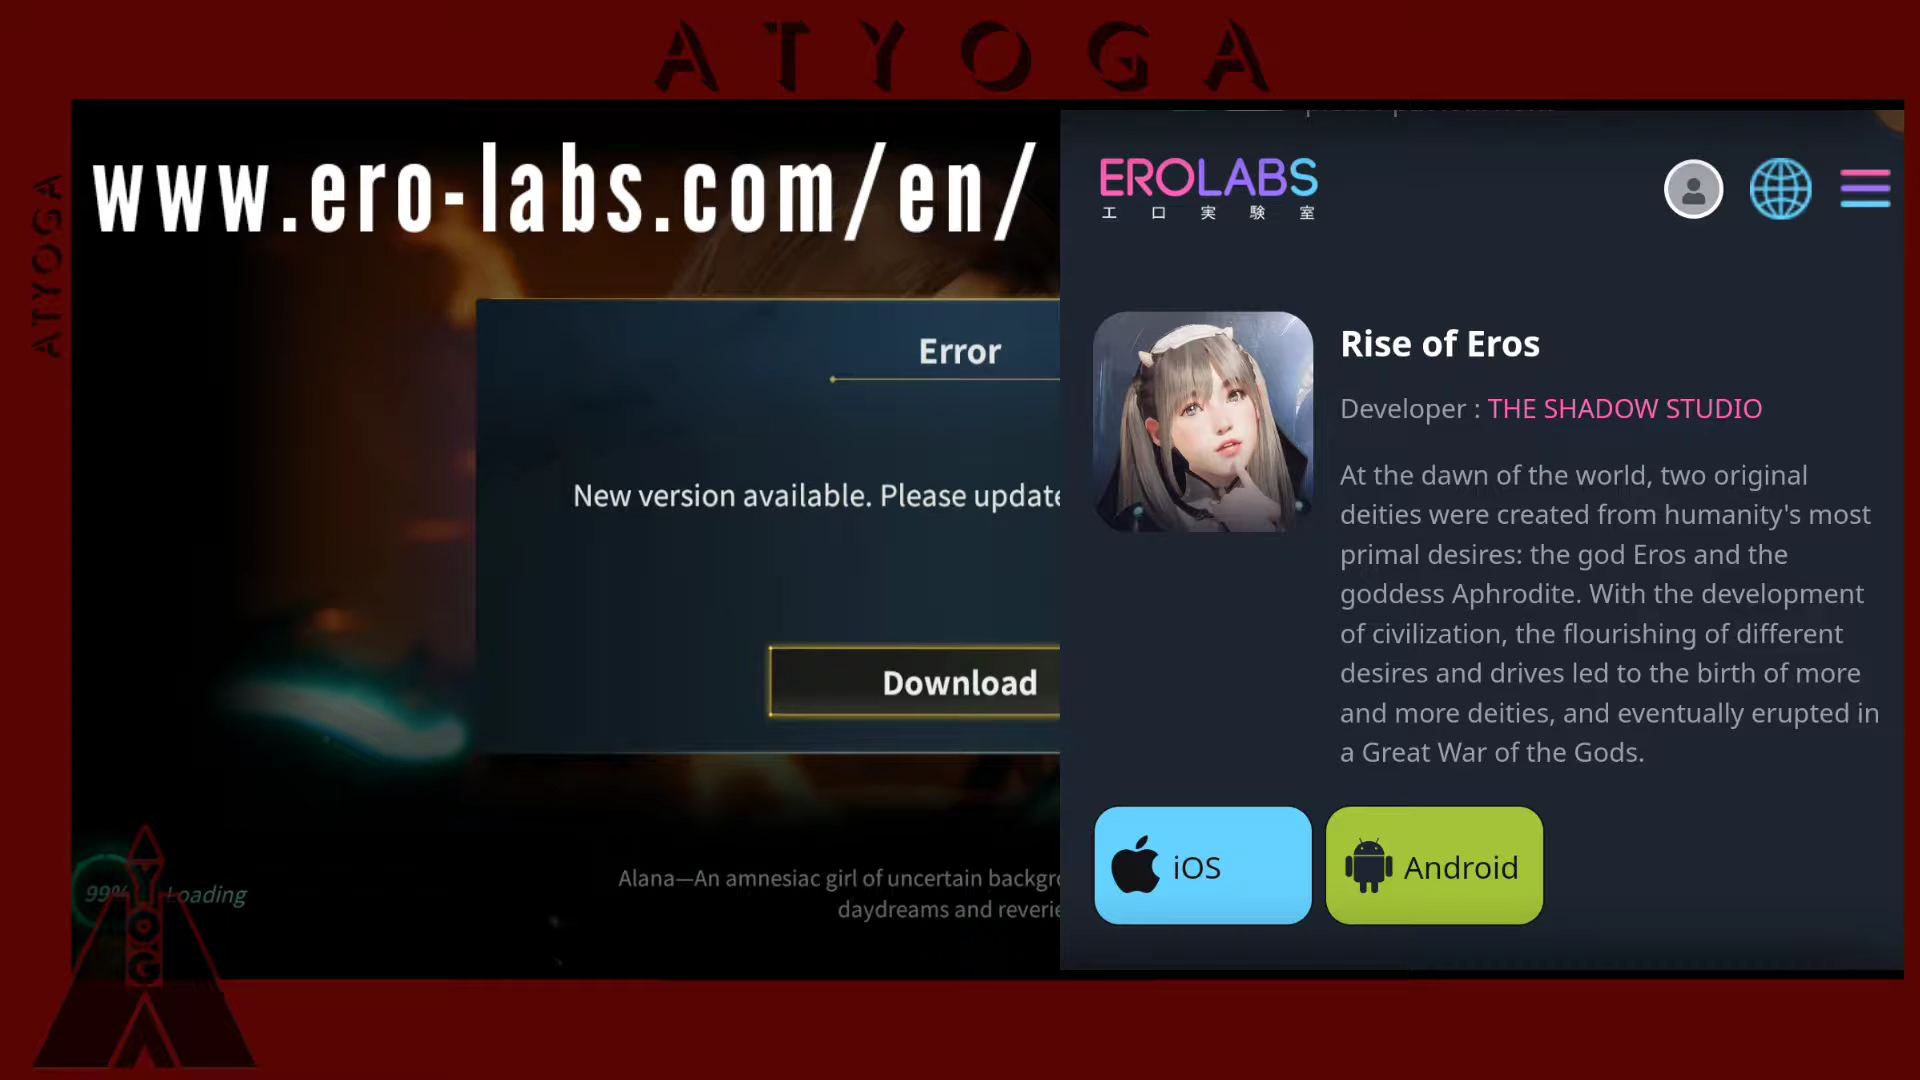 ATYOGA
ATYOGA
www.ero-labs.com/en/
Error
New version available. Please update
Download
99%
Loading
Alana—An amnesiac girl of uncertain backgro
daydreams and reverie
ATYOGA
EROLABS
エロ実験室
Rise of Eros
Developer : THE SHADOW STUDIO
At the dawn of the world, two original
deities were created from humanity's most
primal desires: the god Eros and the
goddess Aphrodite. With the development
of civilization, the flourishing of different
desires and drives led to the birth of more
and more deities, and eventually erupted in
a Great War of the Gods.
iOS
Android